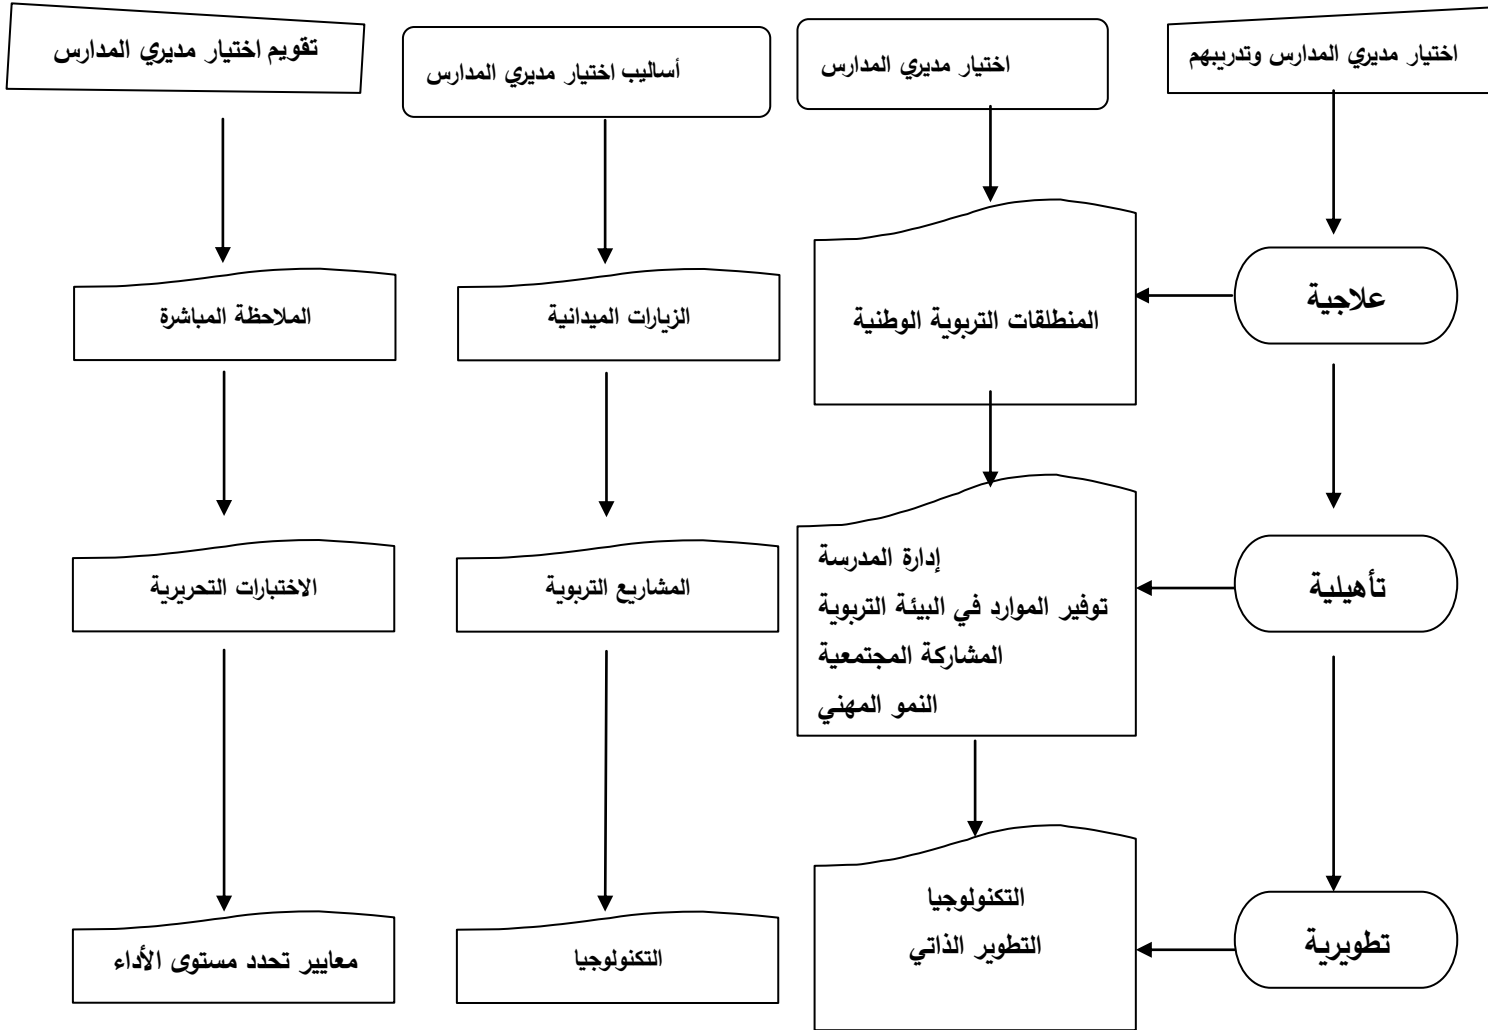 اختيار مديري المدارس وتدريبهم
اختيار مديري المدارس
أساليب اختيار مديري المدارس
تقويم اختيار مديري المدارس
علاجية
المنطلقات التربوية الوطنية
الزيارات الميدانية
الملاحظة المباشرة
تأهيلية
إدارة المدرسة
توفير الموارد في البيئة التربوية
المشاركة المجتمعية
النمو المهني
المشاريع التربوية
الاختبارات التحريرية
تطويرية
التكنولوجيا
التطوير الذاتي
التكنولوجيا
معايير تحدد مستوى الأداء